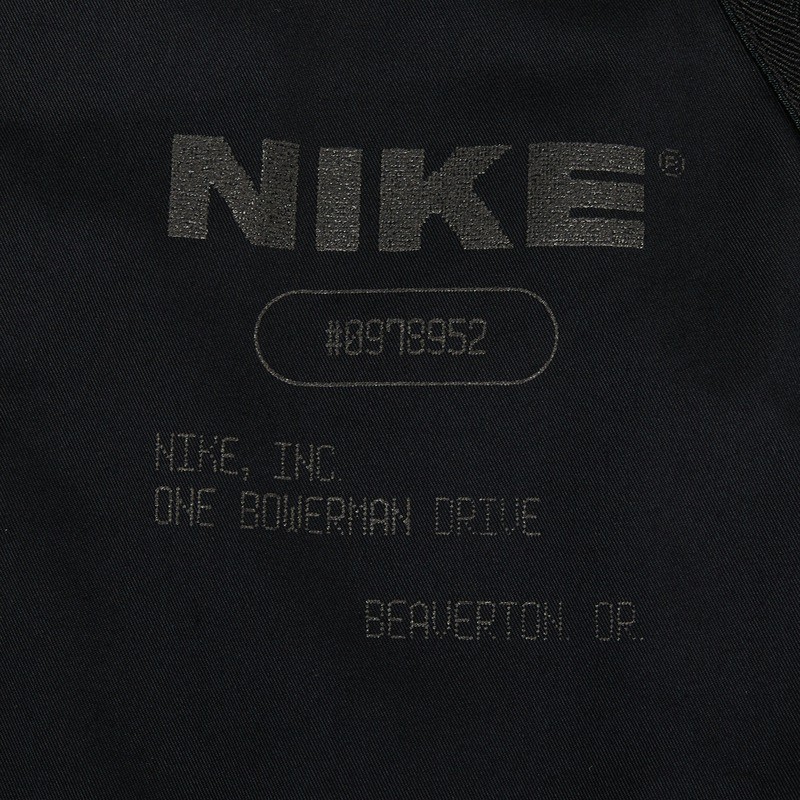 NIKE®
#0978952
NIKE, INC.
ONE BOWERMAN DRIVE
BEAVERTON. OR.